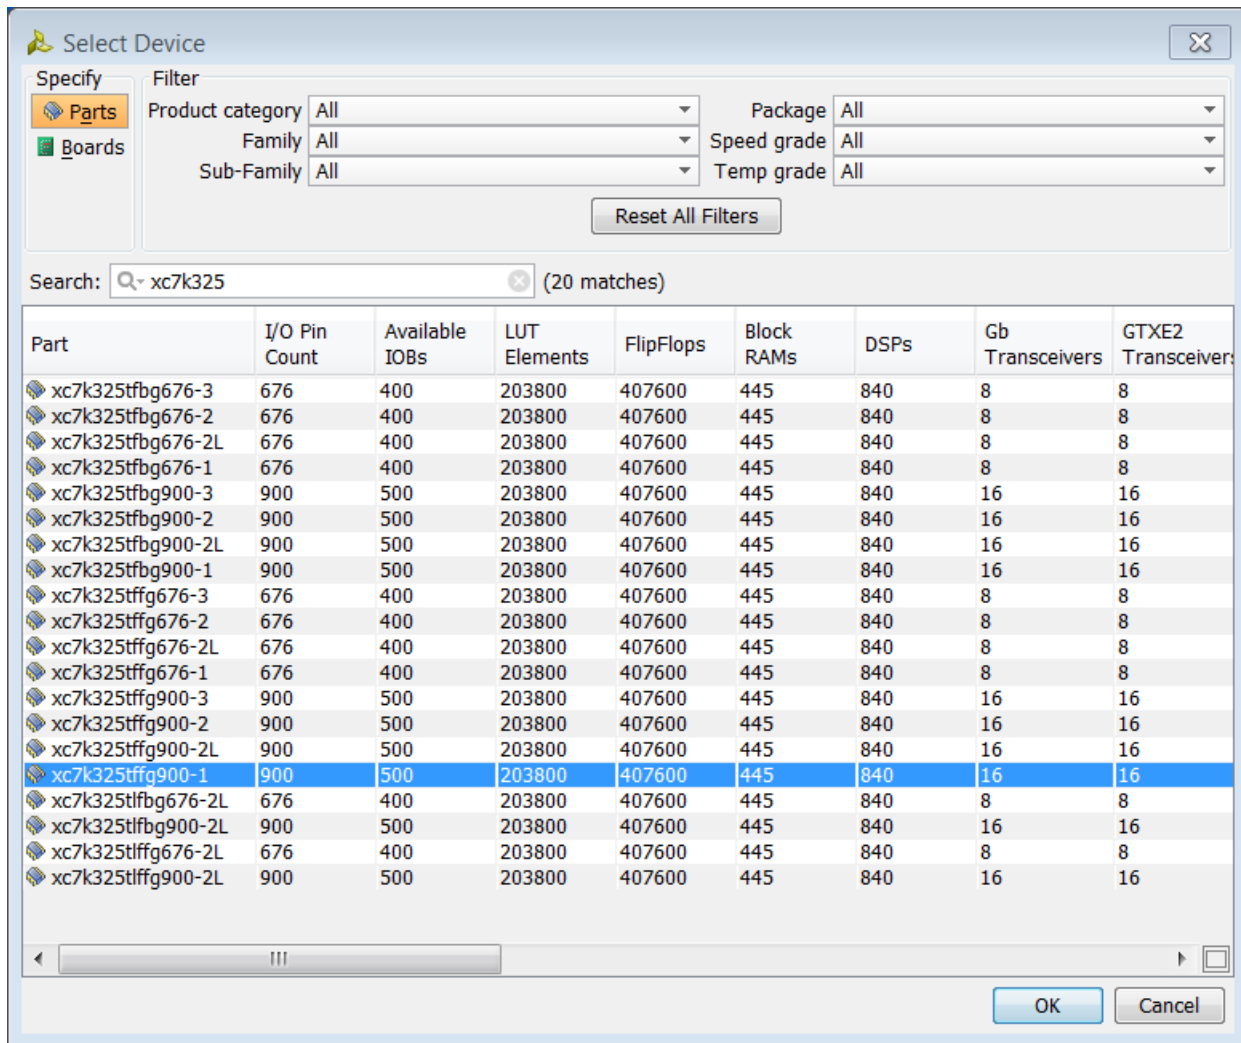 Select Device
Specify Filter
Parts Product category All Package All
Boards Family All Speed grade All
Sub-Family All Temp grade All
Reset All Filters
Search: xc7k325 (20 matches)
Part I/O Pin Count Available IOBs LUT Elements FlipFlops Block RAMs DSPs Gb Transceivers GTXE2 Transceivers
xc7k325tfbg676-3 676 400 203800 407600 445 840 8 8
xc7k325tfbg676-2 676 400 203800 407600 445 840 8 8
xc7k325tfbg676-2L 676 400 203800 407600 445 840 8 8
xc7k325tfbg676-1 676 400 203800 407600 445 840 8 8
xc7k325tfbg900-3 900 500 203800 407600 445 840 16 16
xc7k325tfbg900-2 900 500 203800 407600 445 840 16 16
xc7k325tfbg900-2L 900 500 203800 407600 445 840 16 16
xc7k325tfbg900-1 900 500 203800 407600 445 840 16 16
xc7k325tffg676-3 676 400 203800 407600 445 840 8 8
xc7k325tffg676-2 676 400 203800 407600 445 840 8 8
xc7k325tffg676-2L 676 400 203800 407600 445 840 8 8
xc7k325tffg676-1 676 400 203800 407600 445 840 8 8
xc7k325tffg900-3 900 500 203800 407600 445 840 16 16
xc7k325tffg900-2 900 500 203800 407600 445 840 16 16
xc7k325tffg900-2L 900 500 203800 407600 445 840 16 16
xc7k325tffg900-1 900 500 203800 407600 445 840 16 16
xc7k325tlfbg676-2L 676 400 203800 407600 445 840 8 8
xc7k325tlfbg900-2L 900 500 203800 407600 445 840 16 16
xc7k325tlffg676-2L 676 400 203800 407600 445 840 8 8
xc7k325tlffg900-2L 900 500 203800 407600 445 840 16 16
OK Cancel